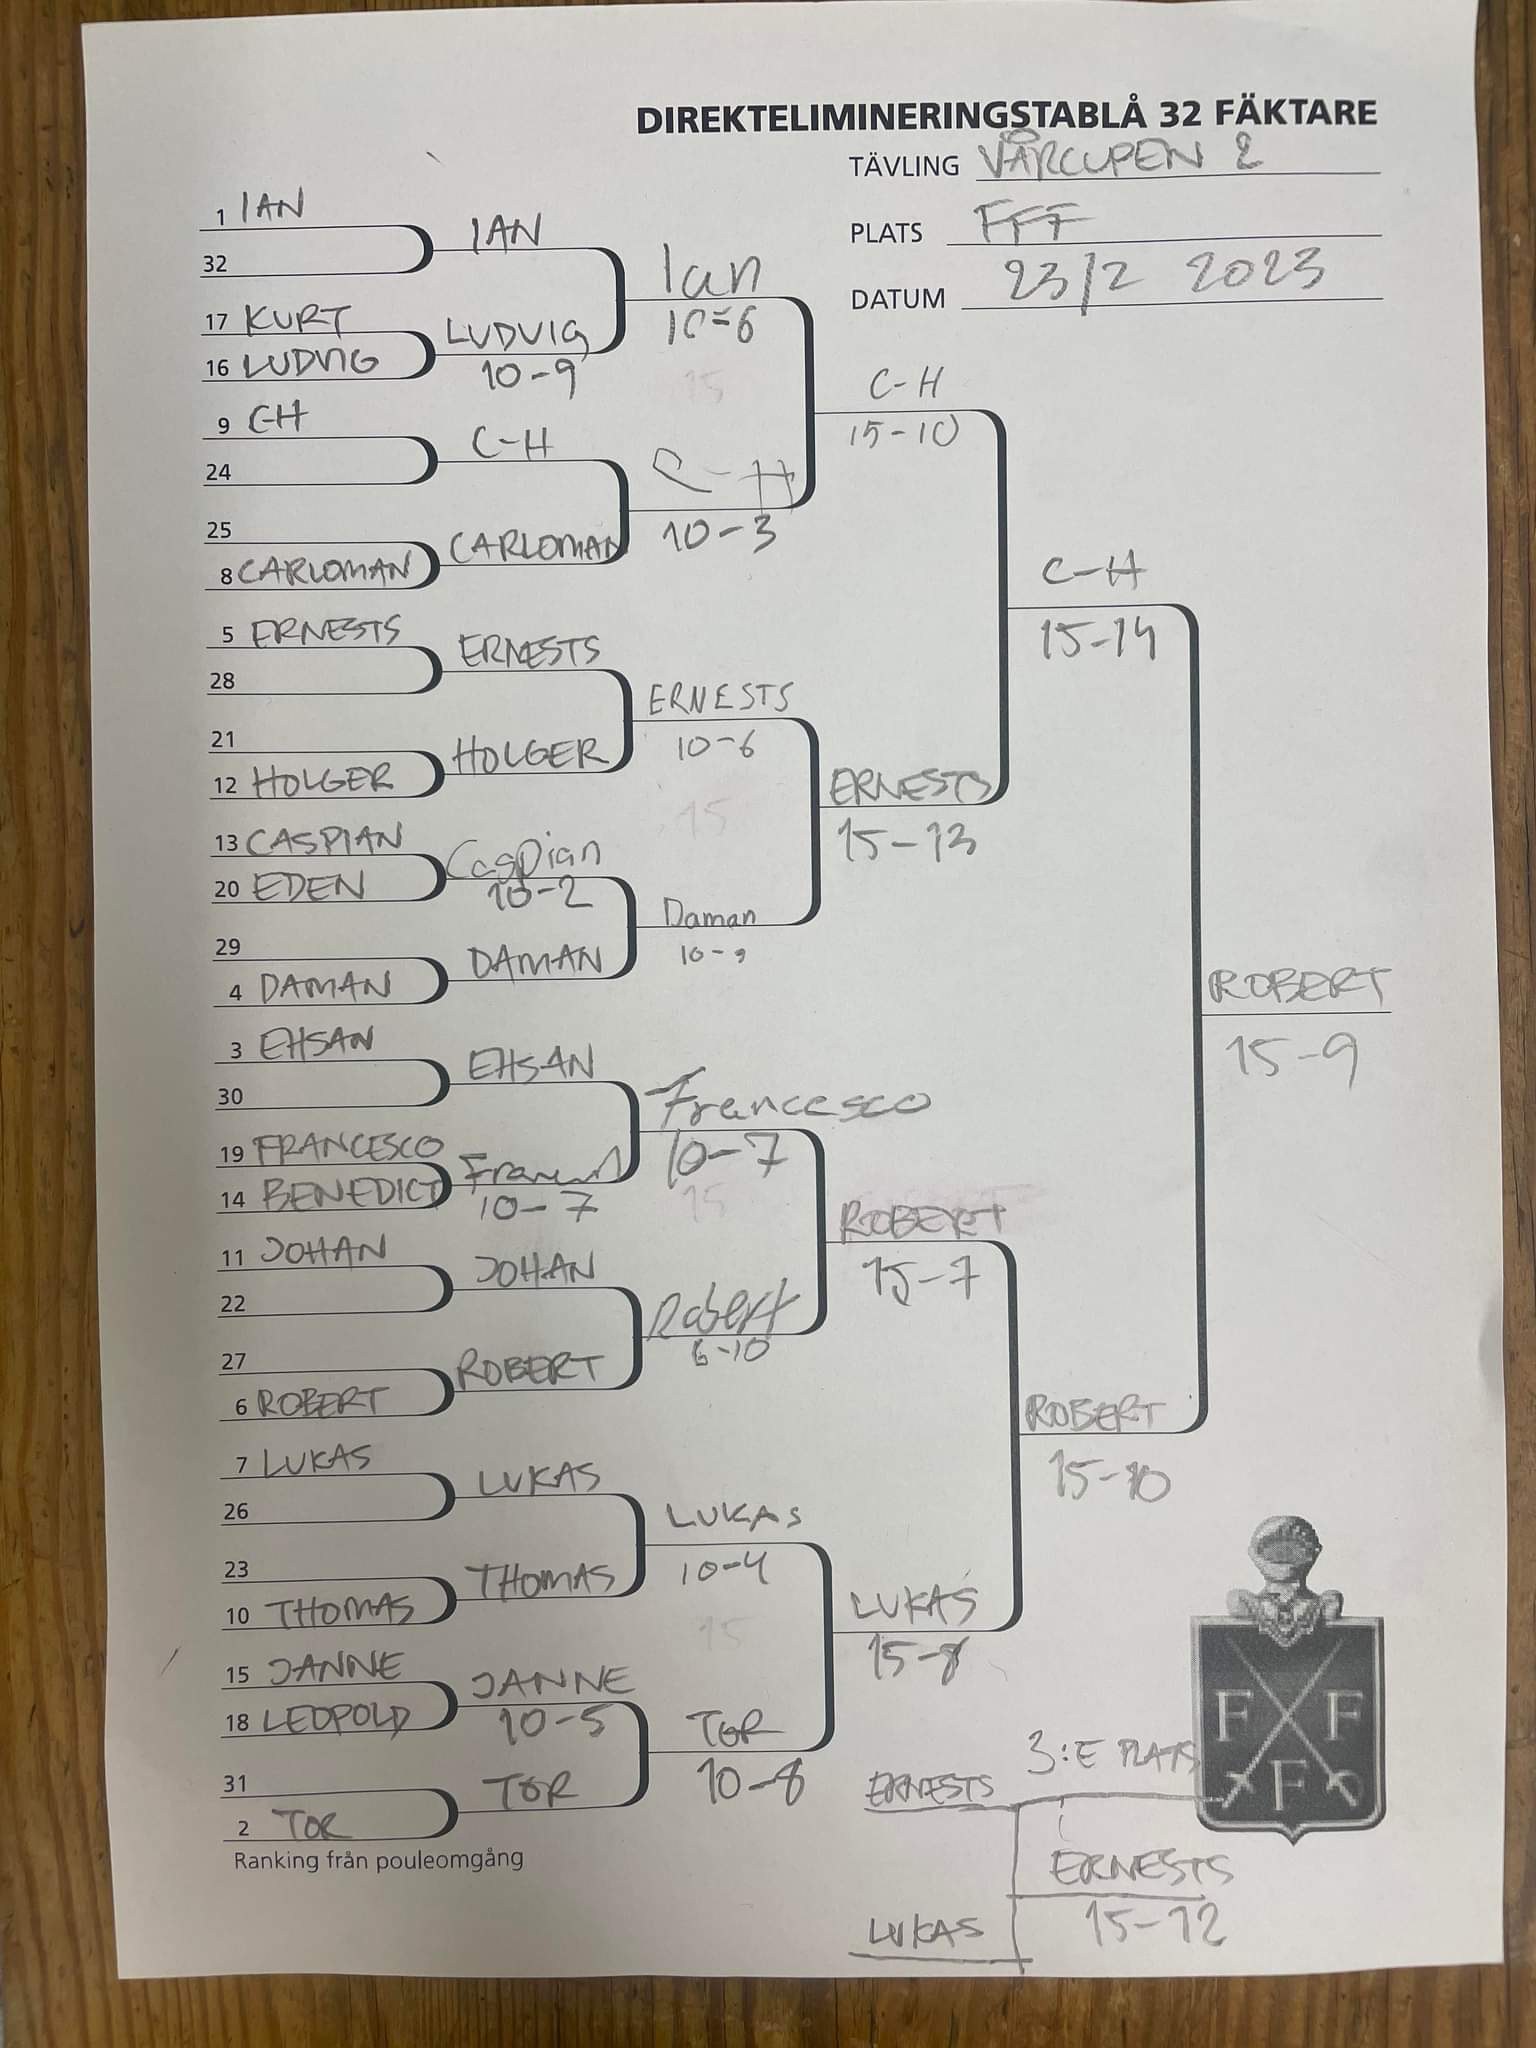 DIREKTELIMINERINGSTABLÅ 32 FÄKTARE
TÄVLING VÅRCUPEN 2
PLATS FFF
DATUM 23/2 2023
1 IAN
32
17 KURT
16 LUDVIG
9 C-H
24
25
8 CARLOMAN
5 ERNESTS
28
21
12 HOLGER
13 CASPIAN
20 EDEN
29
4 DAMAN
3 EHSAN
30
19 FRANCESCO
14 BENEDICT
11 JOHAN
22
27
6 ROBERT
7 LUKAS
26
23
10 THOMAS
15 JANNE
18 LEOPOLD
31
2 TOR
Ranking från pouleomgång
IAN
LUDVIG
10-9
C-H
CARLOMAN
ERNESTS
HOLGER
Caspian
10-2
DAMAN
EHSAN
10-7
JOHAN
ROBERT
LUKAS
THOMAS
JANNE
10-5
TOR
Ian
10-6
15
C-H
10-3
ERNESTS
10-6
15
Daman
10-9
Francesco
10-7
15
Robert
6-10
LUKAS
10-4
15
TOR
10-8
C-H
15-10
ERNESTS
15-13
ROBERT
15-7
LUKAS
15-8
C-H
15-14
ROBERT
15-10
ROBERT
15-9
3:E PLATS
ERNESTS
LUKAS
ERNESTS
15-12
F F
F